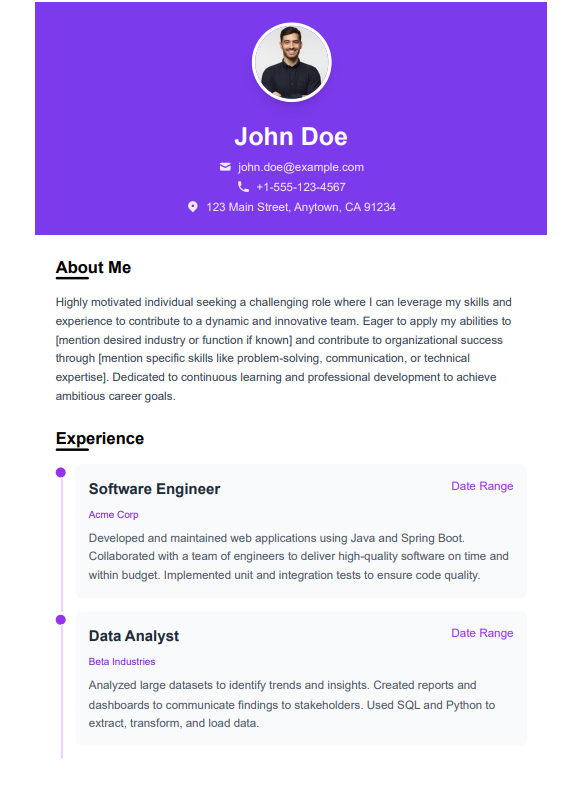 John Doe
john.doe@example.com
+1-555-123-4567
123 Main Street, Anytown, CA 91234
About Me
Highly motivated individual seeking a challenging role where I can leverage my skills and
experience to contribute to a dynamic and innovative team. Eager to apply my abilities to
[mention desired industry or function if known] and contribute to organizational success
through [mention specific skills like problem-solving, communication, or technical
expertise]. Dedicated to continuous learning and professional development to achieve
ambitious career goals.
Experience
Software Engineer
Date Range
Acme Corp
Developed and maintained web applications using Java and Spring Boot.
Collaborated with a team of engineers to deliver high-quality software on time and
within budget. Implemented unit and integration tests to ensure code quality.
Data Analyst
Date Range
Beta Industries
Analyzed large datasets to identify trends and insights. Created reports and
dashboards to communicate findings to stakeholders. Used SQL and Python to
extract, transform, and load data.